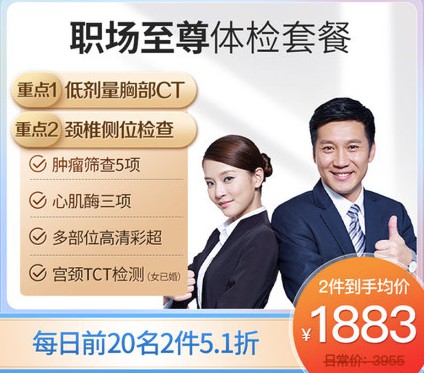 职场至尊体检套餐
重点1 低剂量胸部CT
重点2 颈椎侧位检查
肿瘤筛查5项
心肌酶三项
多部位高清彩超
宫颈TCT检测(女已婚)
2件到手均价
¥1883
日常价：3955
每日前20名2件5.1折